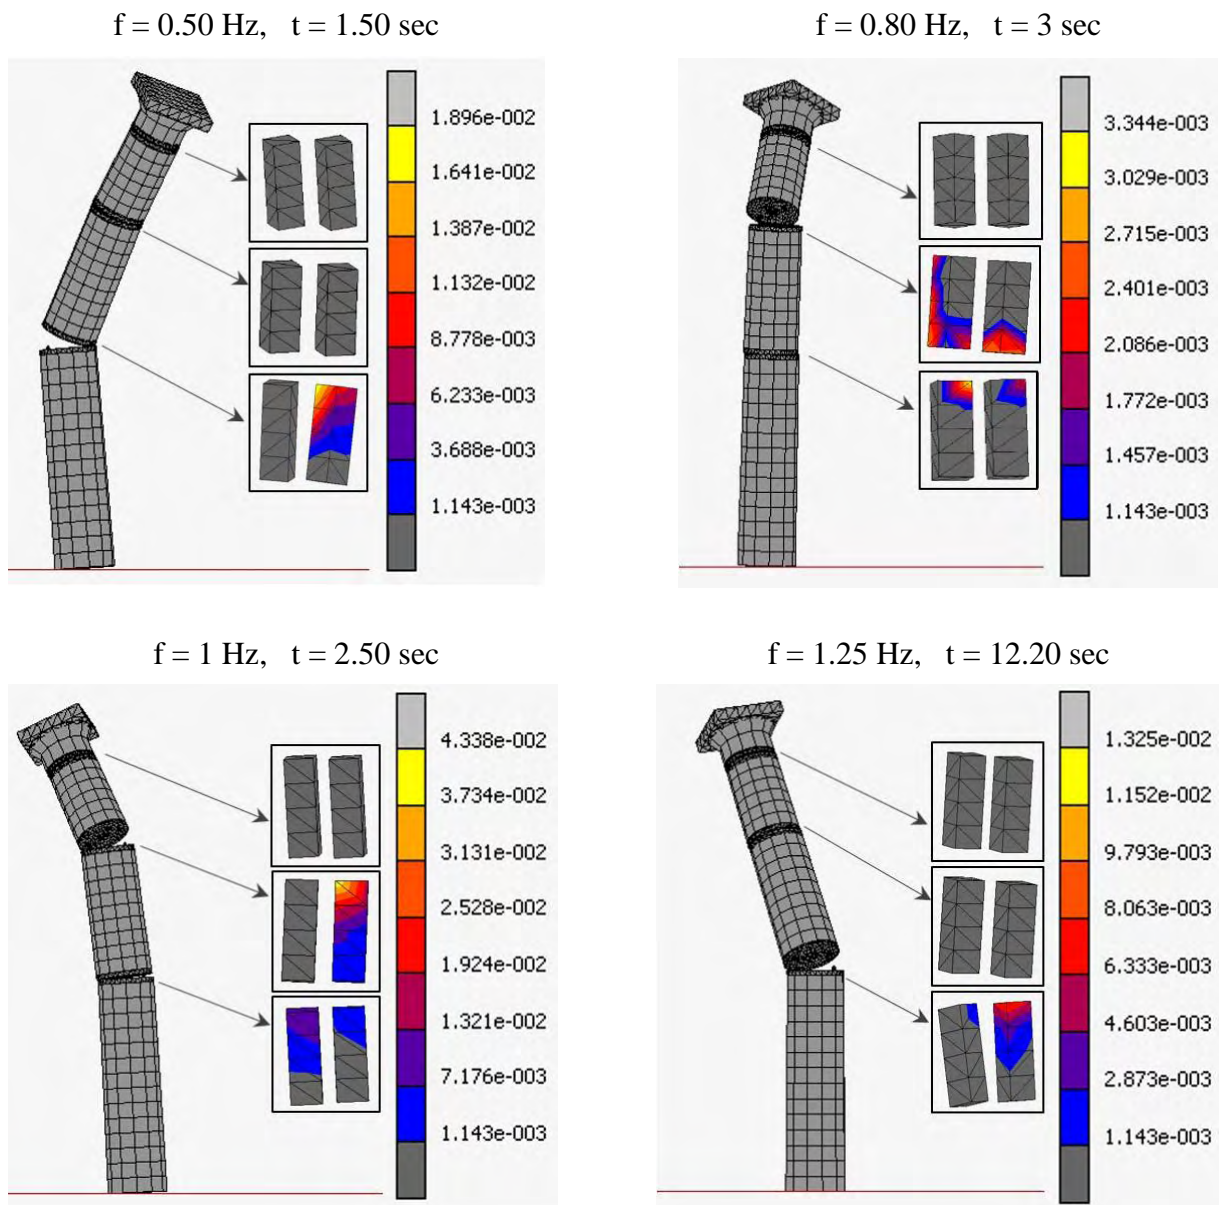 f = 0.50 Hz, t = 1.50 sec
1.896e-002
1.641e-002
1.387e-002
1.132e-002
8.778e-003
6.233e-003
3.688e-003
1.143e-003
f = 0.80 Hz, t = 3 sec
3.344e-003
3.029e-003
2.715e-003
2.401e-003
2.086e-003
1.772e-003
1.457e-003
1.143e-003
f = 1 Hz, t = 2.50 sec
4.338e-002
3.734e-002
3.131e-002
2.528e-002
1.924e-002
1.321e-002
7.176e-003
1.143e-003
f = 1.25 Hz, t = 12.20 sec
1.325e-002
1.152e-002
9.793e-003
8.063e-003
6.333e-003
4.603e-003
2.873e-003
1.143e-003